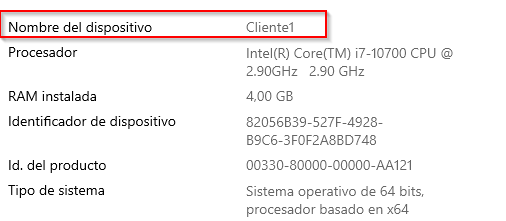 Nombre del dispositivo Cliente1
Procesador Intel(R) Core(TM) i7-10700 CPU @
2.90GHz 2.90 GHz
RAM instalada 4,00 GB
Identificador de dispositivo 82056B39-527F-4928-
B9C6-3F0F2A8BD748
Id. del producto 00330-80000-00000-AA121
Tipo de sistema Sistema operativo de 64 bits,
procesador basado en x64